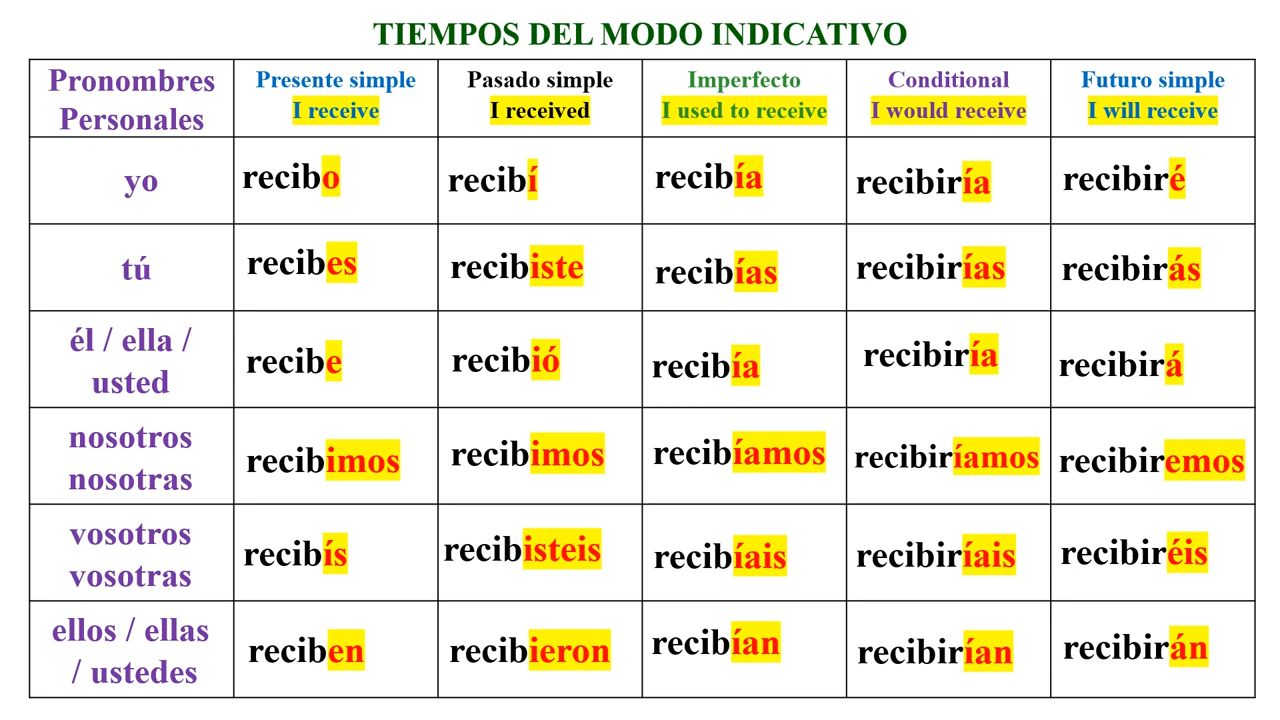 TIEMPOS DEL MODO INDICATIVO
Pronombres
Personales
Presente simple
I receive
Pasado simple
I received
Imperfecto
I used to receive
Conditional
I would receive
Futuro simple
I will receive
yo
recibo
recibí
recibía
recibiría
recibiré
tú
recibes
recibiste
recibías
recibirías
recibirás
él / ella /
usted
recibe
recibió
recibía
recibiría
recibirá
nosotros
nosotras
recibimos
recibimos
recibíamos
recibiríamos
recibiremos
vosotros
vosotras
recibís
recibisteis
recibíais
recibiríais
recibiréis
ellos / ellas
/ ustedes
reciben
recibieron
recibían
recibirían
recibirán